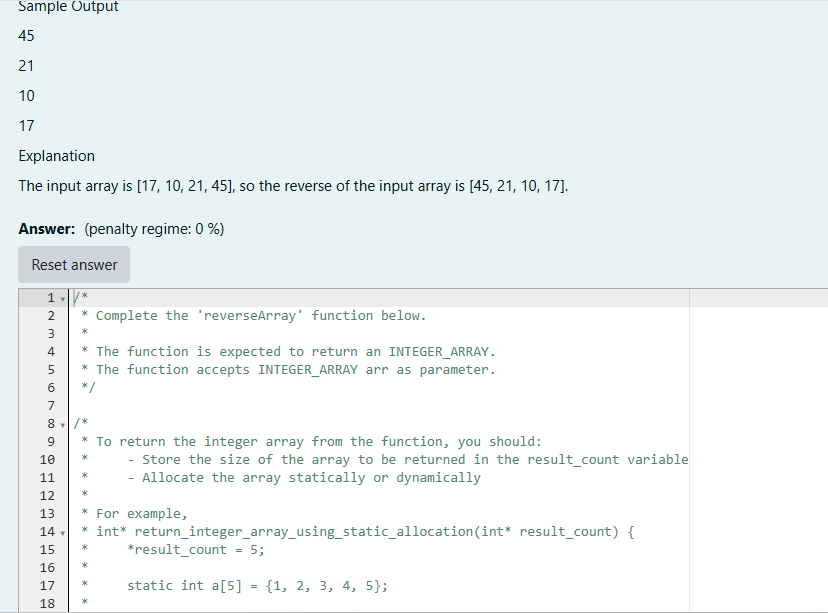 Sample Output
45
21
10
17
Explanation
The input array is [17, 10, 21, 45], so the reverse of the input array is [45, 21, 10, 17].
Answer: (penalty regime: 0 %)
Reset answer
1 /*
2 * Complete the 'reverseArray' function below.
3 *
4 * The function is expected to return an INTEGER_ARRAY.
5 * The function accepts INTEGER_ARRAY arr as parameter.
6 */
7
8 /*
9 * To return the integer array from the function, you should:
10 *     - Store the size of the array to be returned in the result_count variable
11 *     - Allocate the array statically or dynamically
12 *
13 * For example,
14 * int* return_integer_array_using_static_allocation(int* result_count) {
15 *     *result_count = 5;
16 *
17 *     static int a[5] = {1, 2, 3, 4, 5};
18 *